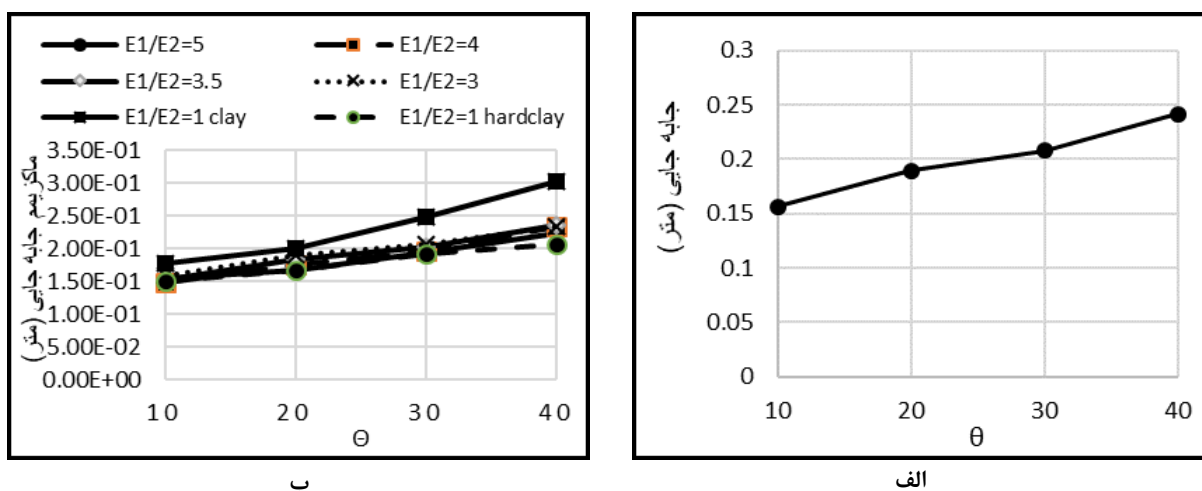 E1/E2=5
E1/E2=4
E1/E2=3.5
E1/E2=3
E1/E2=1 clay
E1/E2=1 hardclay
ماکزیمم جابه جایی (متر)
3.50E-01
3.00E-01
2.50E-01
2.00E-01
1.50E-01
1.00E-01
5.00E-02
0.00E+00
10 20 30 40
Θ
ب
جابه جایی (متر)
0.3
0.25
0.2
0.15
0.1
0.05
0
10 20 30 40
θ
الف